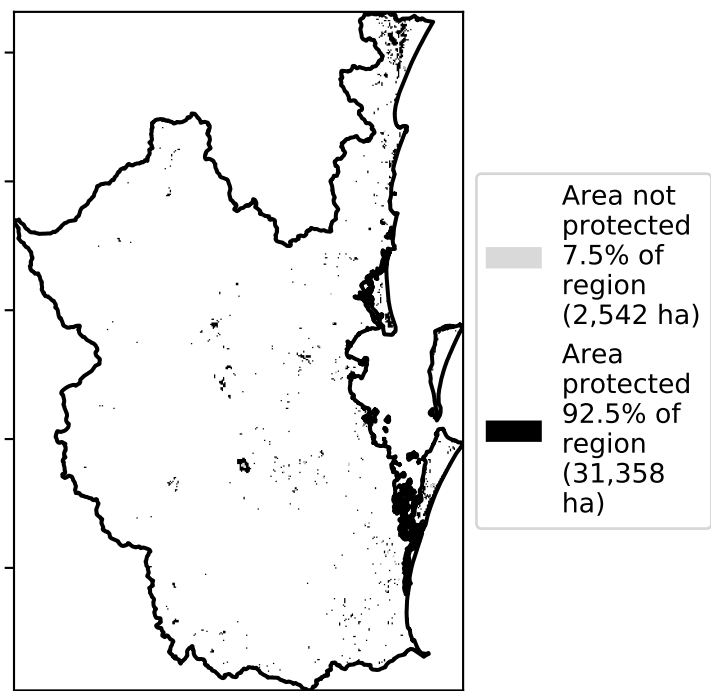 Area not
protected
7.5% of
region
(2,542 ha)
Area
protected
92.5% of
region
(31,358
ha)